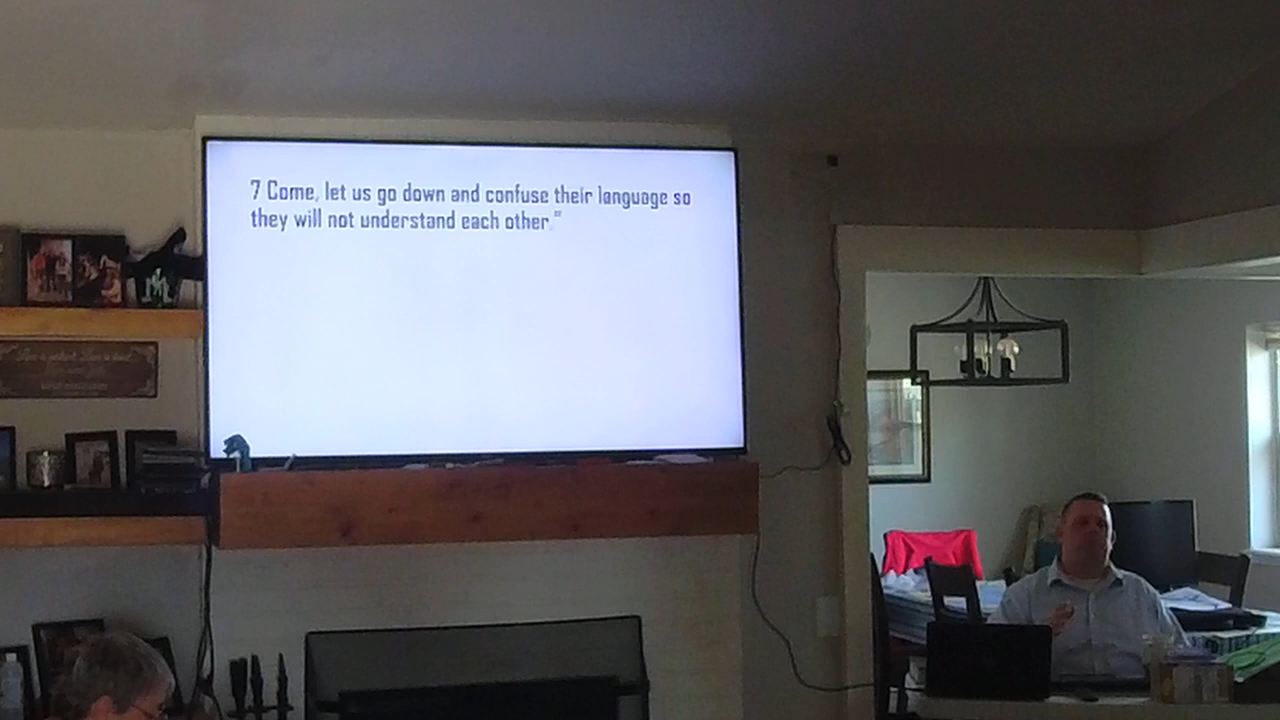 7 Come, let us go down and confuse their language so
they will not understand each other."